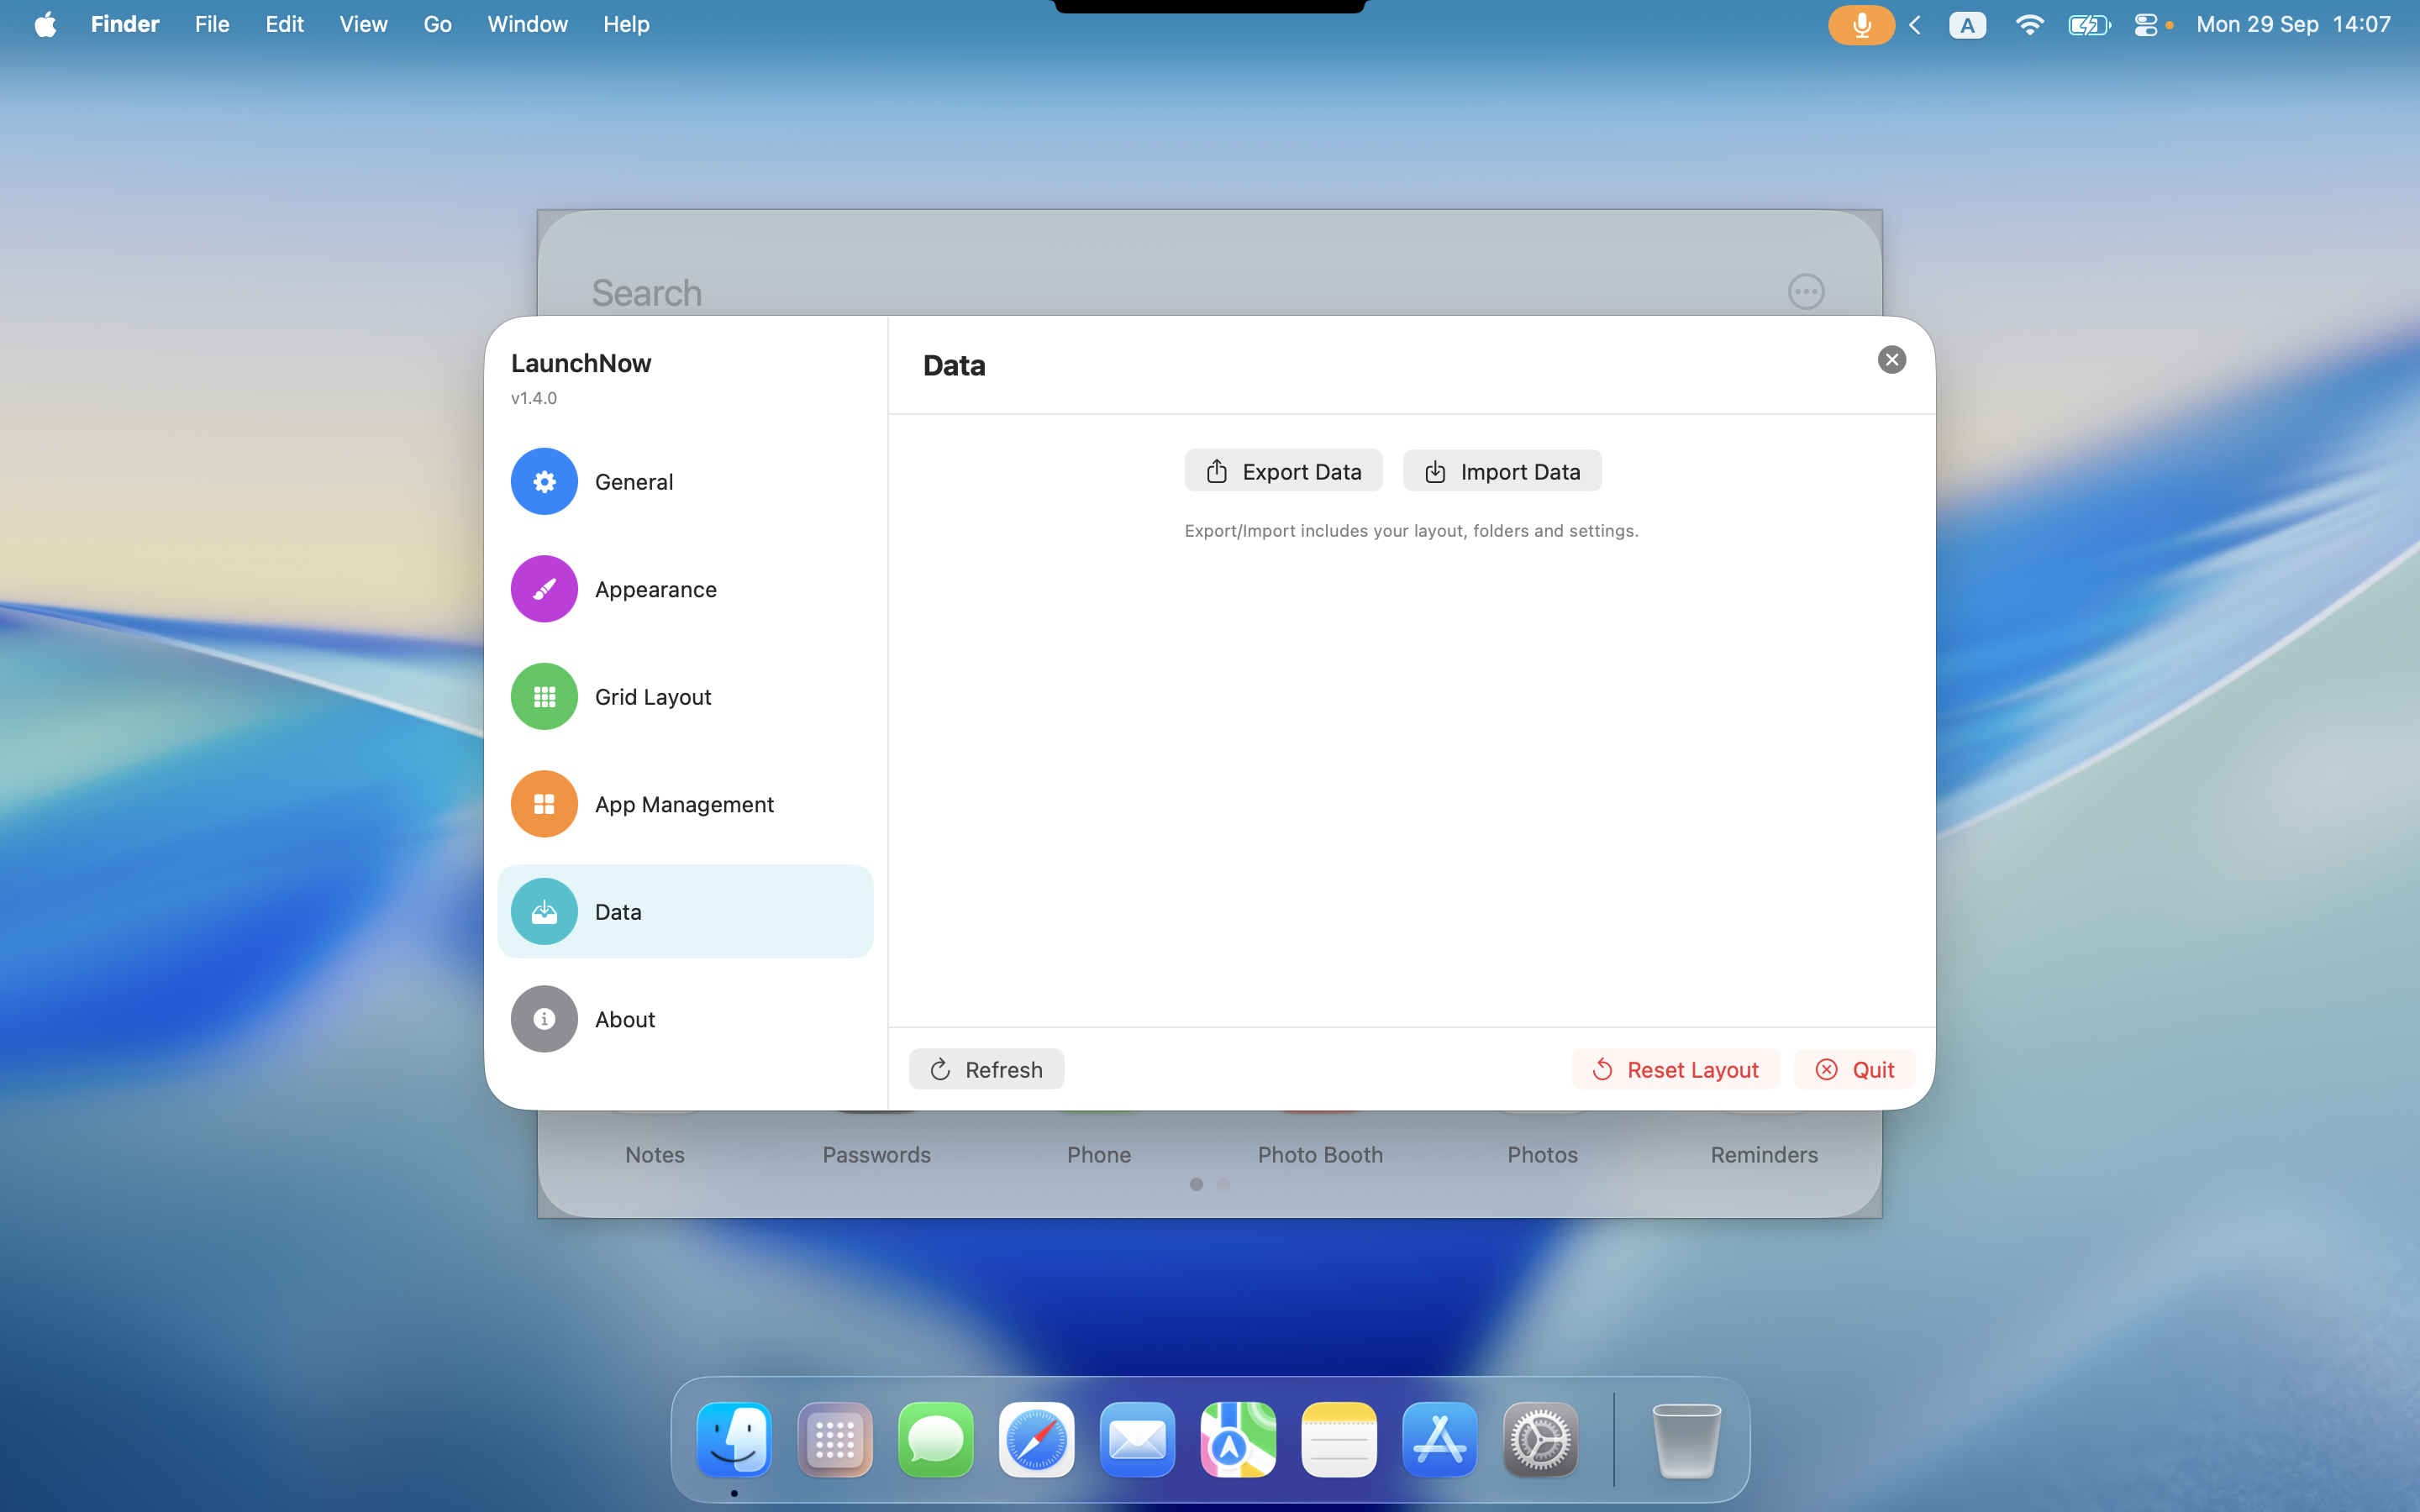 Finder File Edit View Go Window Help
A Mon 29 Sep 14:07
Search
LaunchNow
v1.4.0
General
Appearance
Grid Layout
App Management
Data
About
Data
Export Data Import Data
Export/Import includes your layout, folders and settings.
Refresh Reset Layout Quit
Notes Passwords Phone Photo Booth Photos Reminders